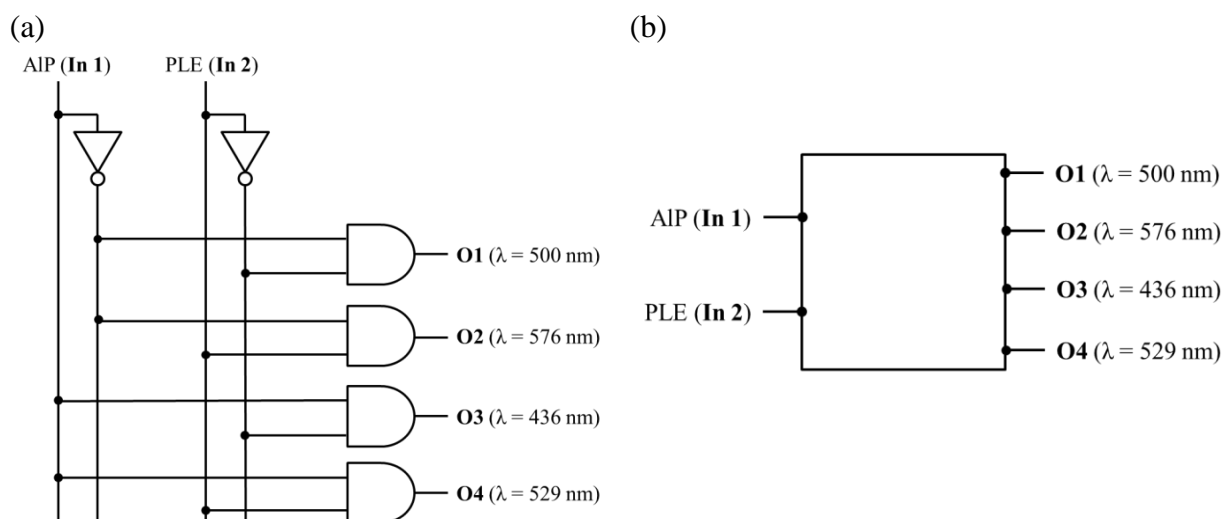 (a)
AlP (In 1) PLE (In 2)
O1 (λ = 500 nm)
O2 (λ = 576 nm)
O3 (λ = 436 nm)
O4 (λ = 529 nm)
(b)
AlP (In 1)
PLE (In 2)
O1 (λ = 500 nm)
O2 (λ = 576 nm)
O3 (λ = 436 nm)
O4 (λ = 529 nm)